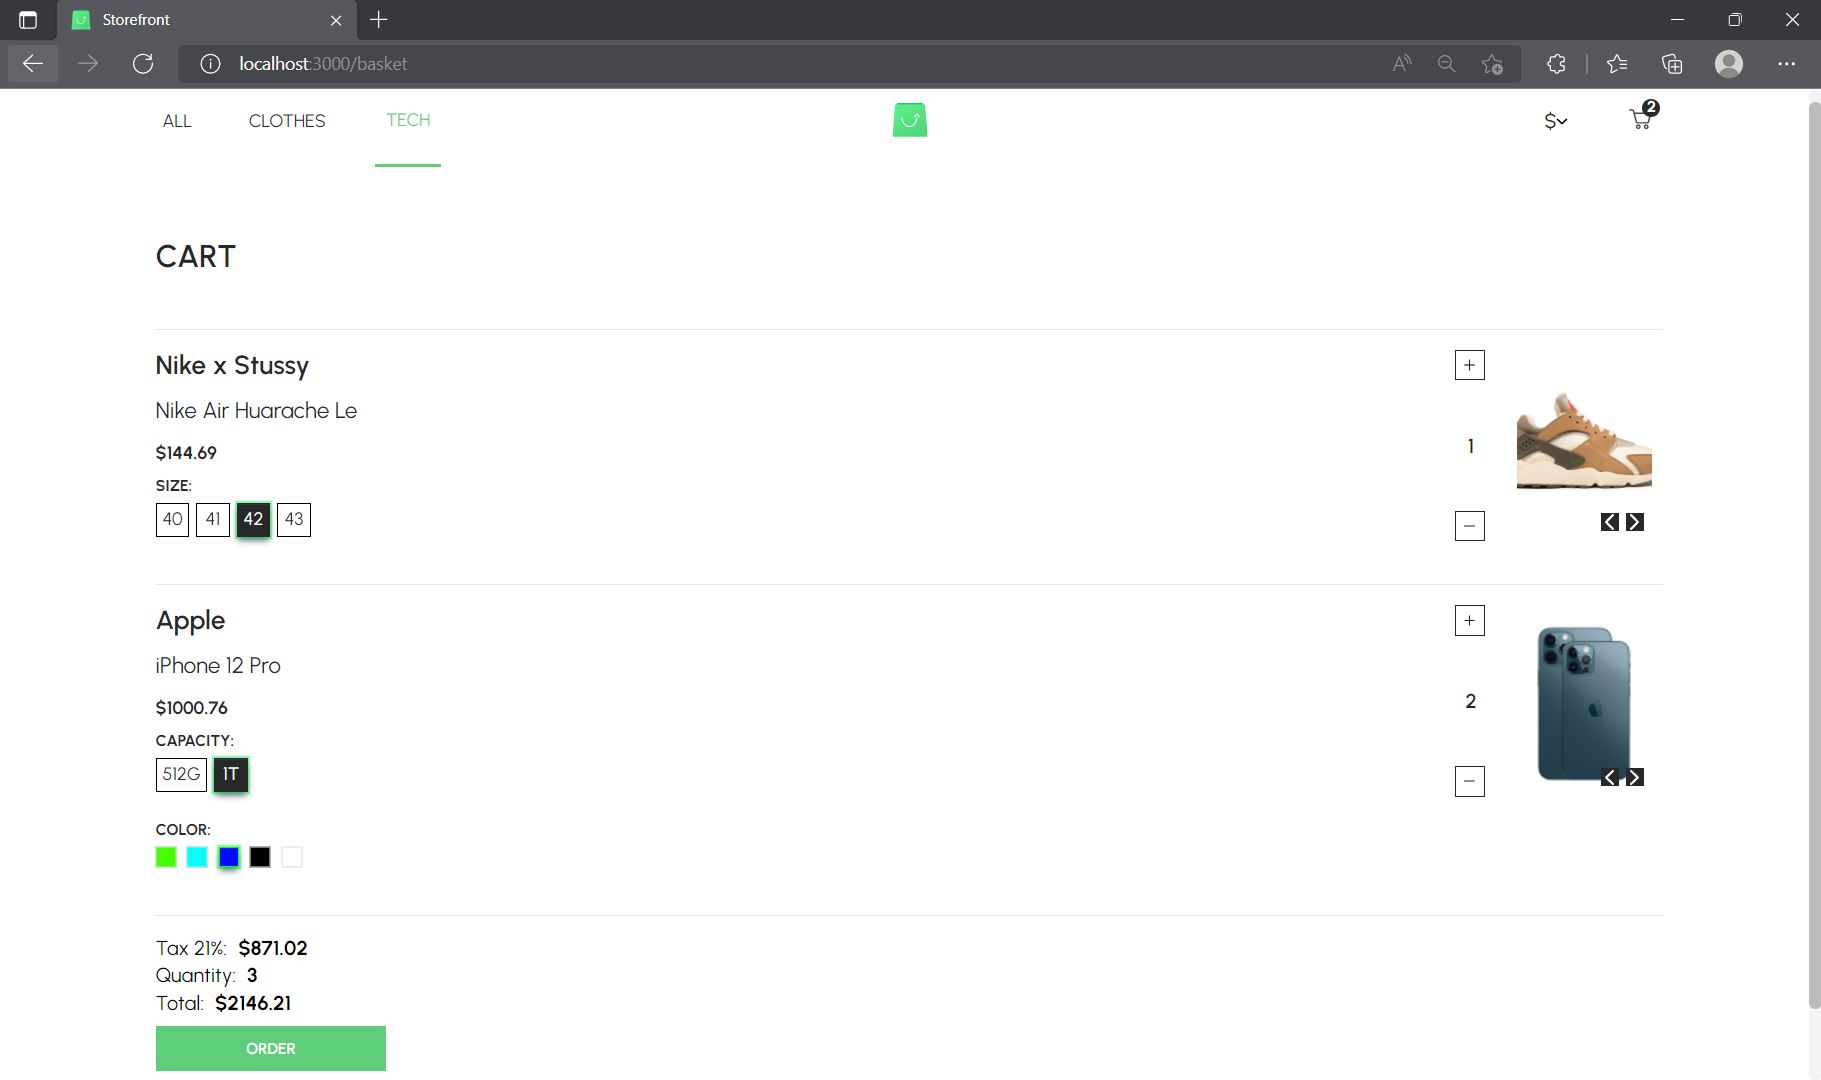 Storefront
localhost:3000/basket
ALL CLOTHES TECH $ 2
CART
Nike x Stussy
Nike Air Huarache Le
$144.69
SIZE:
40 41 42 43
+
1
−
Apple
iPhone 12 Pro
$1000.76
CAPACITY:
512G 1T
COLOR:
+
2
−
Tax 21%: $871.02
Quantity: 3
Total: $2146.21
ORDER